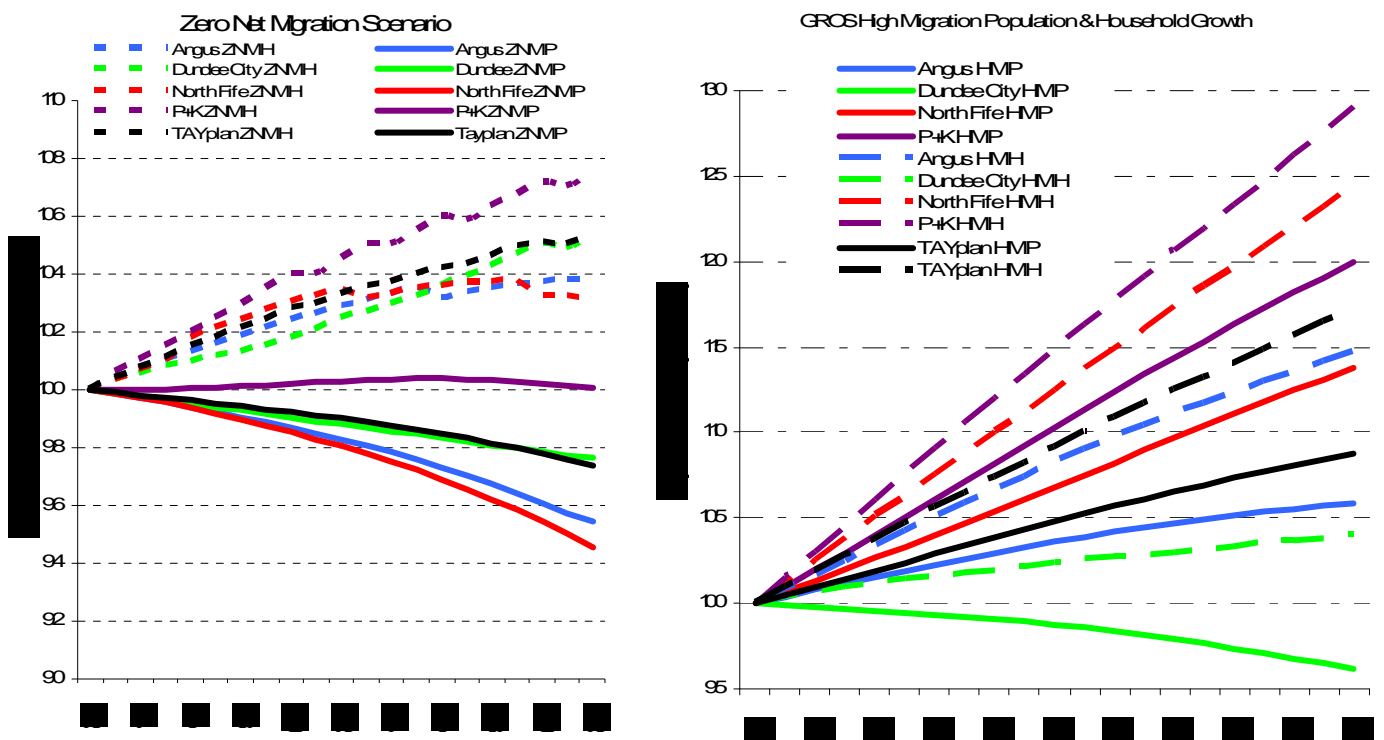 Zero Net Migration Scenario
Angus ZNMH
Angus ZNMP
Dundee City ZNMH
Dundee ZNMP
North Fife ZNMH
North Fife ZNMP
P+K ZNMH
P+K ZNMP
TAYplan ZNMH
Tayplan ZNMP
110
108
106
104
102
100
98
96
94
92
90
GROS High Migration Population & Household Growth
Angus HMP
Dundee City HMP
North Fife HMP
P+K HMP
Angus HMH
Dundee City HMH
North Fife HMH
P+K HMH
TAYplan HMP
TAYplan HMH
130
125
120
115
110
105
100
95